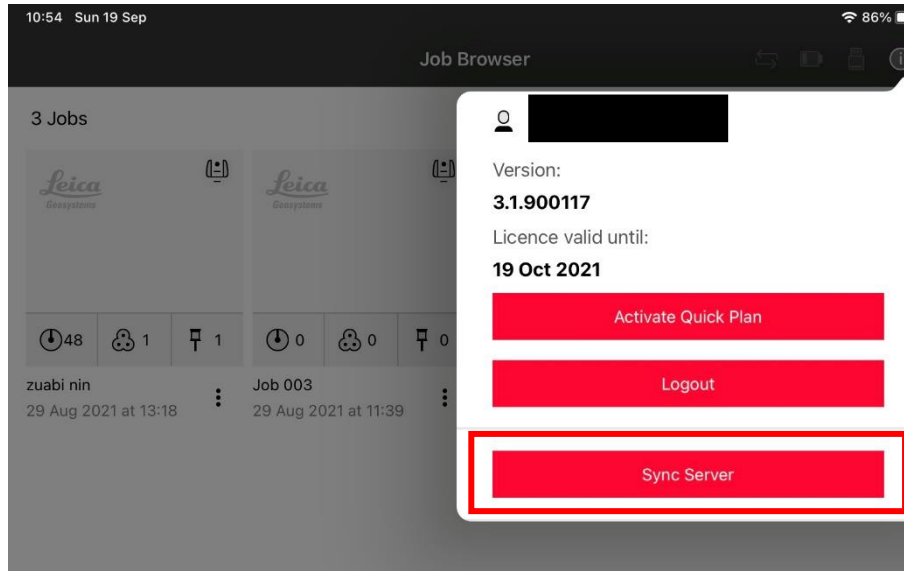 10:54 Sun 19 Sep
86%
Job Browser
3 Jobs
Leica
Geosystems
Leica
Geosystems
48
1
1
0
0
0
zuabi nin
29 Aug 2021 at 13:18
Job 003
29 Aug 2021 at 11:39
Version:
3.1.900117
Licence valid until:
19 Oct 2021
Activate Quick Plan
Logout
Sync Server